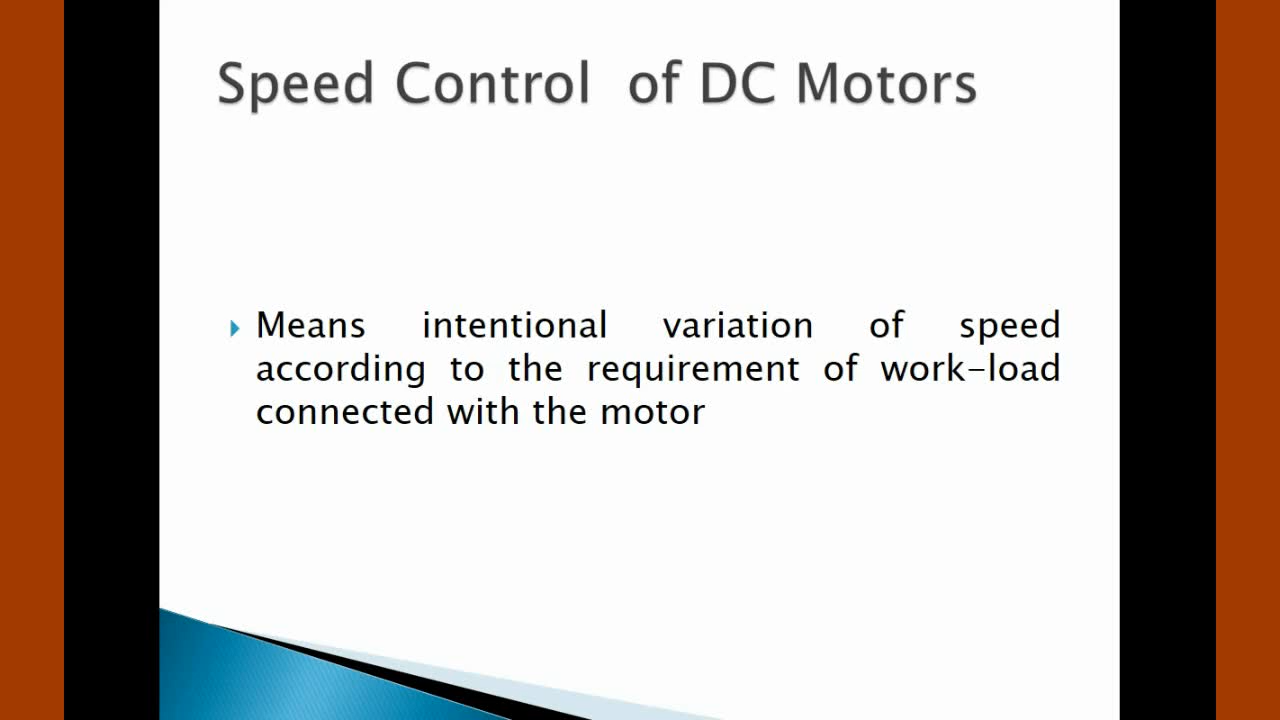 Speed Control of DC Motors
Means intentional variation of speed
according to the requirement of work-load
connected with the motor